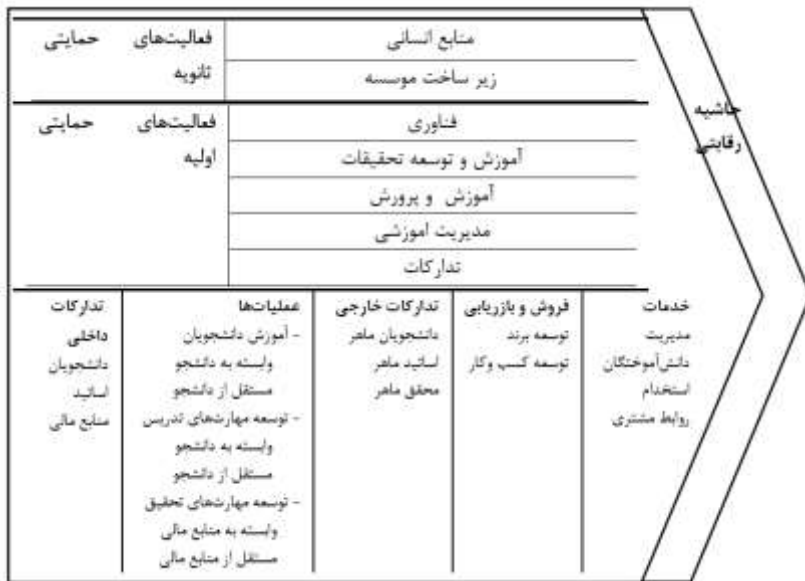 فعالیت‌های حمایتی
ثانویه
منابع انسانی
زیر ساخت موسسه
فعالیت‌های حمایتی
اولیه
فناوری
آموزش و توسعه تحقیقات
آموزش و پرورش
مدیریت اموزشی
تدارکات
حاشیه
رقابتی
تدارکات
داخلی
دانشجویان
اساتید
منابع مالی
عملیات‌ها
- آموزش دانشجویان
وابسته به دانشجو
مستقل از دانشجو
- توسعه مهارت‌های تدریس
وابسته به دانشجو
مستقل از دانشجو
- توسعه مهارت‌های تحقیق
وابسته به منابع مالی
مستقل از منابع مالی
تدارکات خارجی
دانشجویان ماهر
اساتید ماهر
محقق ماهر
فروش و بازریابی
توسعه برند
توسعه کسب وکار
خدمات
مدیریت
دانش‌آموختگان
استخدام
روابط مشتری